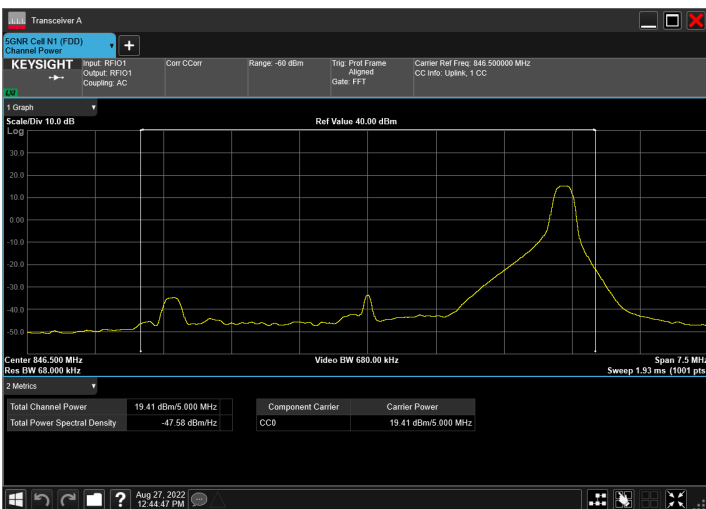 Transceiver A
5GNR Cell N1 (FDD)
Channel Power
KEYSIGHT
Input: RFIO1
Output: RFIO1
Coupling: AC
Corr CCorr
Range: -60 dBm
Trig: Prot Frame
Aligned
Gate: FFT
Carrier Ref Freq: 846.500000 MHz
CC Info: Uplink, 1 CC
1 Graph
Scale/Div 10.0 dB
Ref Value 40.00 dBm
Log
30.0
20.0
10.0
0.00
-10.0
-20.0
-30.0
-40.0
-50.0
Center 846.500 MHz
Video BW 680.00 kHz
Span 7.5 MHz
Res BW 68.000 kHz
Sweep 1.93 ms (1001 pts
2 Metrics
Total Channel Power 19.41 dBm/5.000 MHz
Total Power Spectral Density -47.58 dBm/Hz
Component Carrier Carrier Power
CC0 19.41 dBm/5.000 MHz
?
Aug 27, 2022
12:44:47 PM